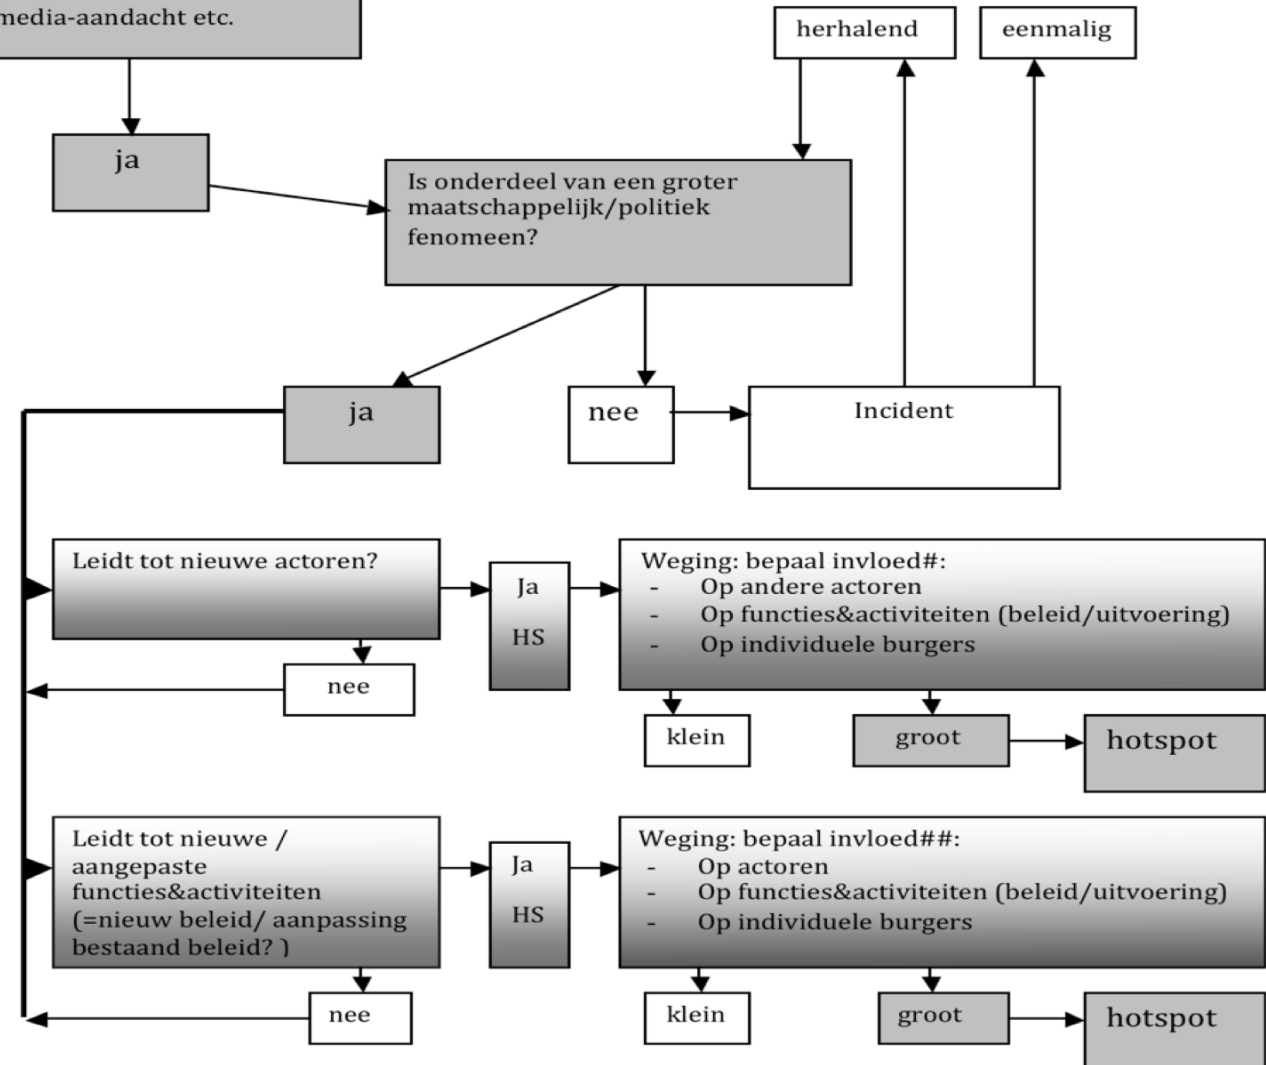 media-aandacht etc.
herhalend
eenmalig
ja
Is onderdeel van een groter
maatschappelijk/politiek
fenomeen?
ja
nee
Incident
Leidt tot nieuwe actoren?
Ja
HS
Weging: bepaal invloed#:
- Op andere actoren
- Op functies&activiteiten (beleid/uitvoering)
- Op individuele burgers
nee
klein
groot
hotspot
Leidt tot nieuwe /
aangepaste
functies&activiteiten
(=nieuw beleid/ aanpassing
bestaand beleid? )
Ja
HS
Weging: bepaal invloed##:
- Op actoren
- Op functies&activiteiten (beleid/uitvoering)
- Op individuele burgers
nee
klein
groot
hotspot